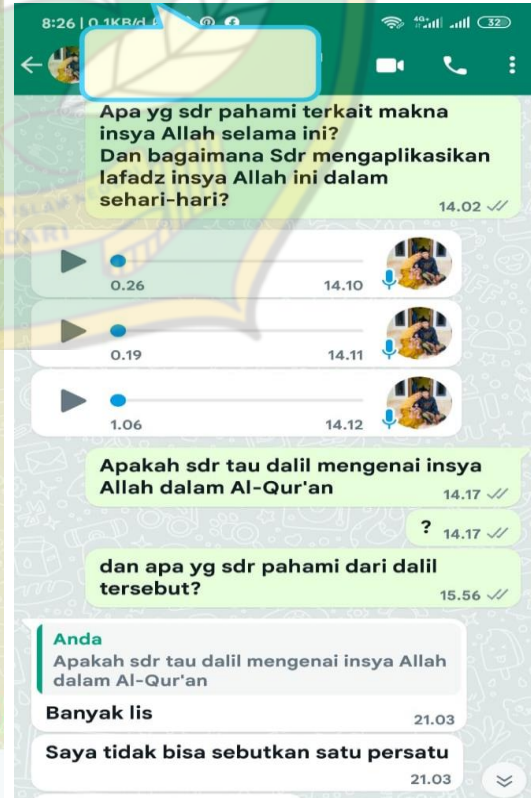 8:26 | 0.1KB/d
4G+
32
Apa yg sdr pahami terkait makna
insya Allah selama ini?
Dan bagaimana Sdr mengaplikasikan
lafadz insya Allah ini dalam
sehari-hari?
14.02
0.26 14.10
0.19 14.11
1.06 14.12
Apakah sdr tau dalil mengenai insya
Allah dalam Al-Qur'an
14.17
? 14.17
dan apa yg sdr pahami dari dalil
tersebut?
15.56
Anda
Apakah sdr tau dalil mengenai insya Allah
dalam Al-Qur'an
Banyak lis
21.03
Saya tidak bisa sebutkan satu persatu
21.03